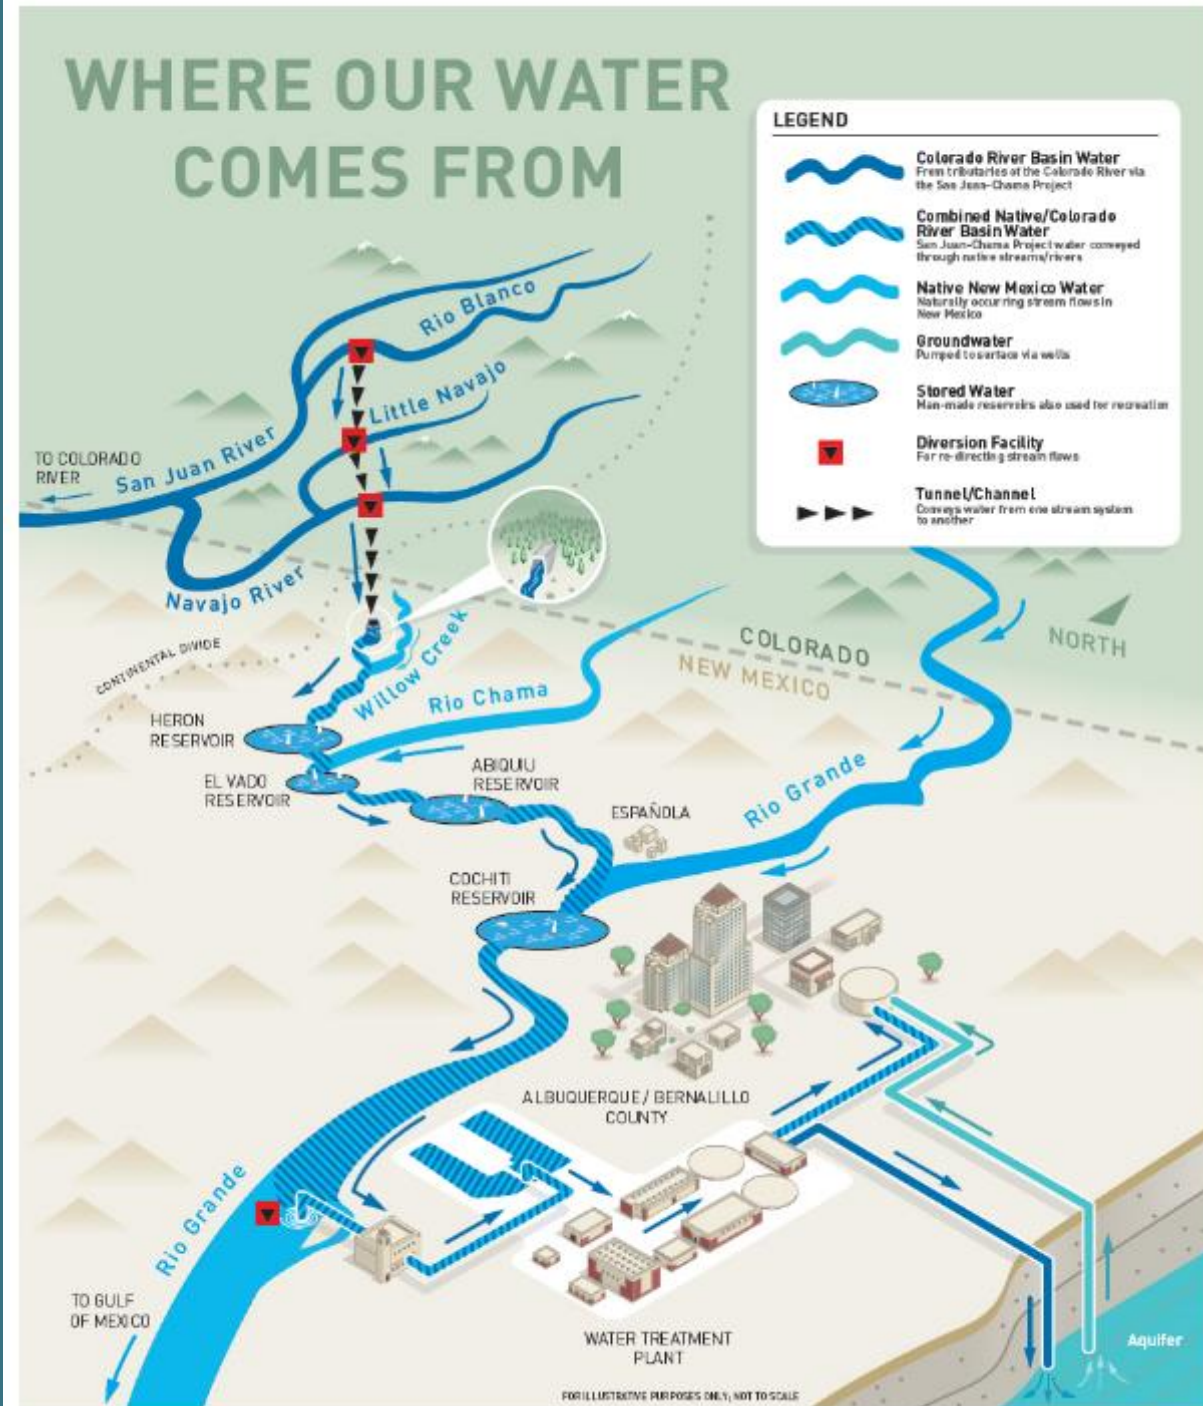 WHERE OUR WATER
COMES FROM
LEGEND
Colorado River Basin Water
From tributaries of the Colorado River via
the San Juan-Chama Project
Combined Native/Colorado
River Basin Water
San Juan-Chama Project water conveyed
through native streams/rivers
Native New Mexico Water
Naturally occurring stream flows in
New Mexico
Groundwater
Pumped to surface via wells
Stored Water
Man-made reservoirs also used for recreation
Diversion Facility
For re-directing stream flows
Tunnel/Channel
Conveys water from one stream system
to another
Rio Blanco
Little Navajo
San Juan River
TO COLORADO
RIVER
Navajo River
CONTINENTAL DIVIDE
Willow Creek
Rio Chama
COLORADO
NEW MEXICO
NORTH
HERON
RESERVOIR
EL VADO
RESERVOIR
ABIQUIU
RESERVOIR
ESPAÑOLA
Rio Grande
COCHITI
RESERVOIR
ALBUQUERQUE / BERNALILLO
COUNTY
Rio Grande
TO GULF
OF MEXICO
WATER TREATMENT
PLANT
Aquifer
FOR ILLUSTRATIVE PURPOSES ONLY; NOT TO SCALE